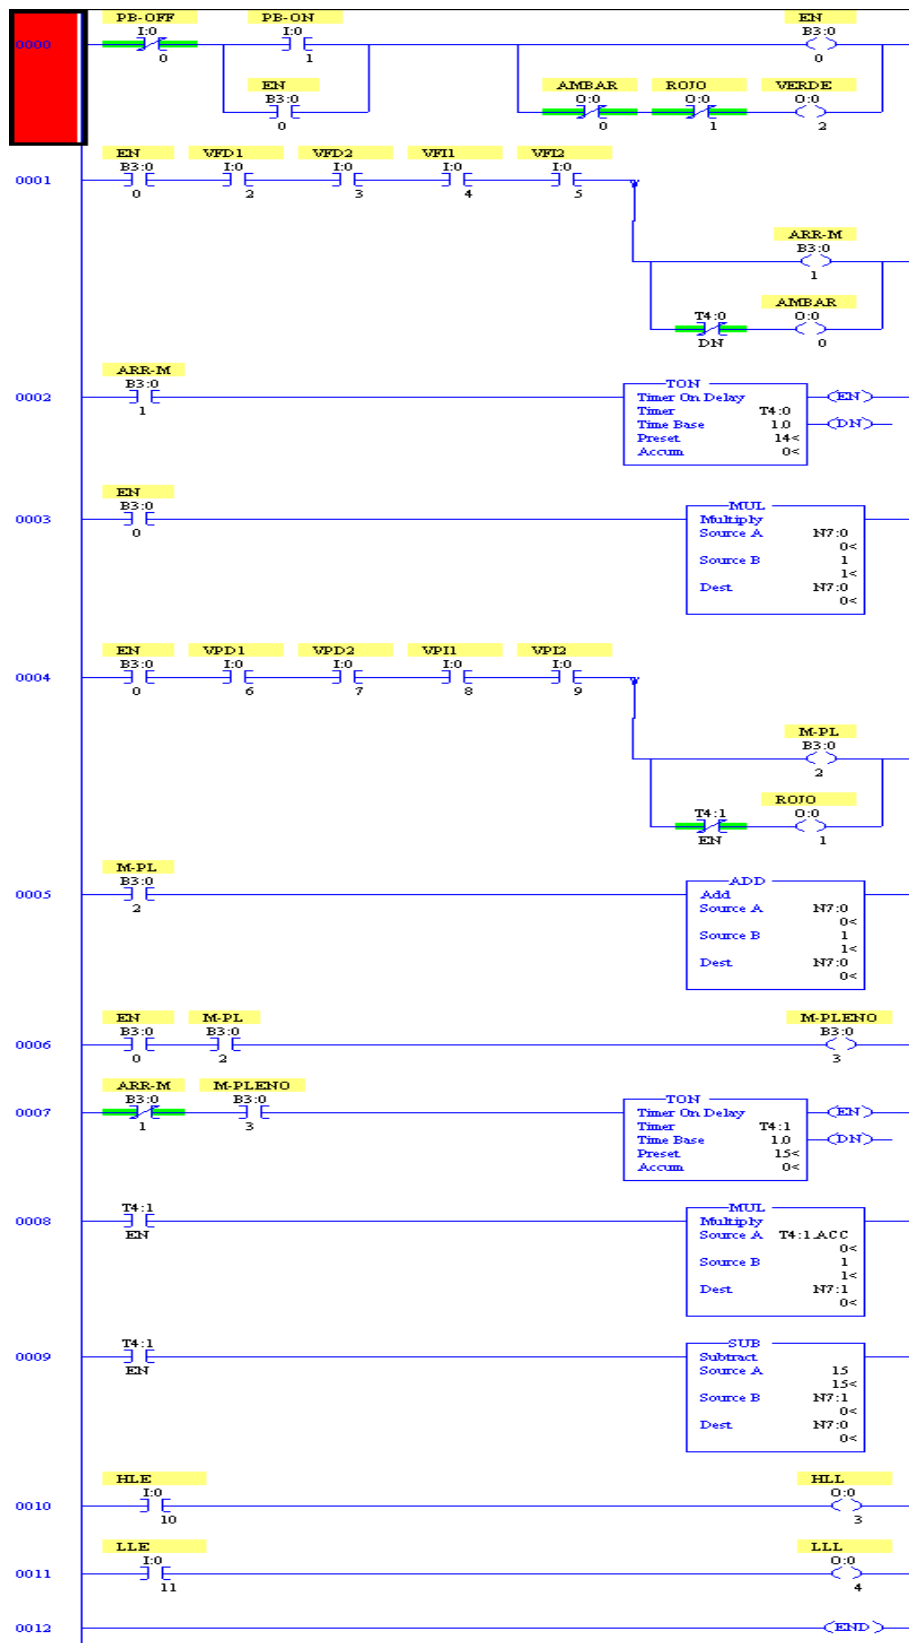 PB-OFF PB-ON EN
I:0 I:0 B3:0
0000
0 1 0
EN AMBAR ROJO VERDE
B3:0 O:0 O:0 O:0
0 0 1 2
EN VFD1 VFD2 VFI1 VFI2
B3:0 I:0 I:0 I:0 I:0
0001
0 2 3 4 5
ARR-M
B3:0
1
AMBAR
T4:0 O:0
DN 0
ARR-M
B3:0
0002
1
TON
Timer On Delay EN
Timer T4:0
Time Base 1.0 DN
Preset 14<
Accum 0<
EN
B3:0
0003
0
MUL
Multiply
Source A N7:0
0<
Source B 1
1<
Dest N7:0
0<
EN VPD1 VPD2 VPI1 VPI2
B3:0 I:0 I:0 I:0 I:0
0004
0 6 7 8 9
M-PL
B3:0
2
ROJO
T4:1 O:0
EN 1
M-PL
B3:0
0005
2
ADD
Add
Source A N7:0
0<
Source B 1
1<
Dest N7:0
0<
EN M-PL M-PLENO
B3:0 B3:0 B3:0
0006
0 2 3
ARR-M M-PLENO
B3:0 B3:0
0007
1 3
TON
Timer On Delay EN
Timer T4:1
Time Base 1.0 DN
Preset 15<
Accum 0<
T4:1
0008
EN
MUL
Multiply
Source A T4:1.ACC
0<
Source B 1
1<
Dest N7:1
0<
T4:1
0009
EN
SUB
Subtract
Source A 15
15<
Source B N7:1
0<
Dest N7:0
0<
HLE HLL
I:0 O:0
0010
10 3
LLE LLL
I:0 O:0
0011
11 4
0012 END